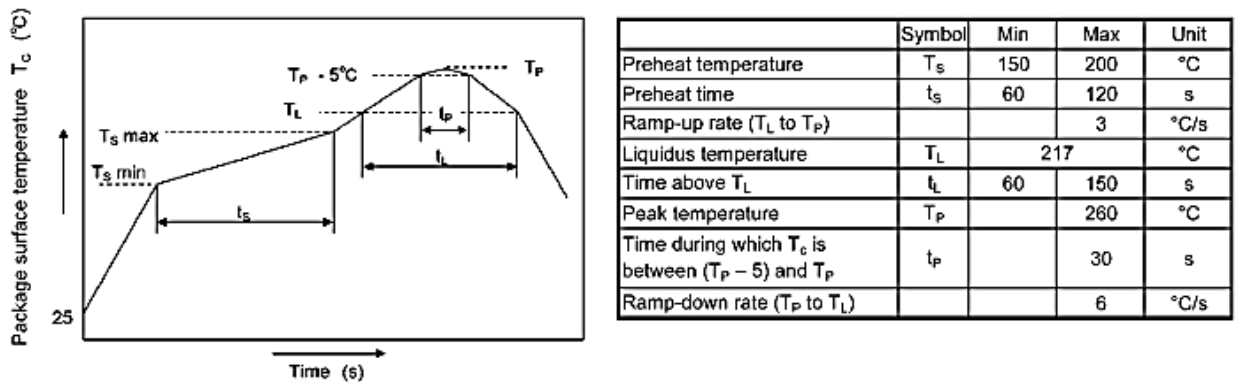 Package surface temperature T_C (°C)
T_P - 5°C
T_P
T_L
t_P
T_S max
t_L
T_S min
t_S
25
Time (s)
Symbol Min Max Unit
Preheat temperature T_S 150 200 °C
Preheat time t_S 60 120 s
Ramp-up rate (T_L to T_P) 3 °C/s
Liquidus temperature T_L 217 °C
Time above T_L t_L 60 150 s
Peak temperature T_P 260 °C
Time during which T_c is
between (T_P – 5) and T_P t_P 30 s
Ramp-down rate (T_P to T_L) 6 °C/s